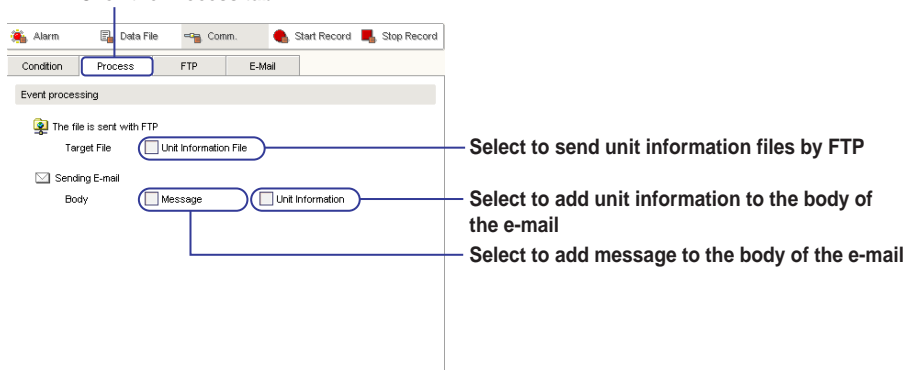 Alarm Data File Comm. Start Record Stop Record
Condition Process FTP E-Mail
Event processing
The file is sent with FTP
Target File Unit Information File
Select to send unit information files by FTP
Sending E-mail
Body Message Unit Information
Select to add unit information to the body of
the e-mail
Select to add message to the body of the e-mail